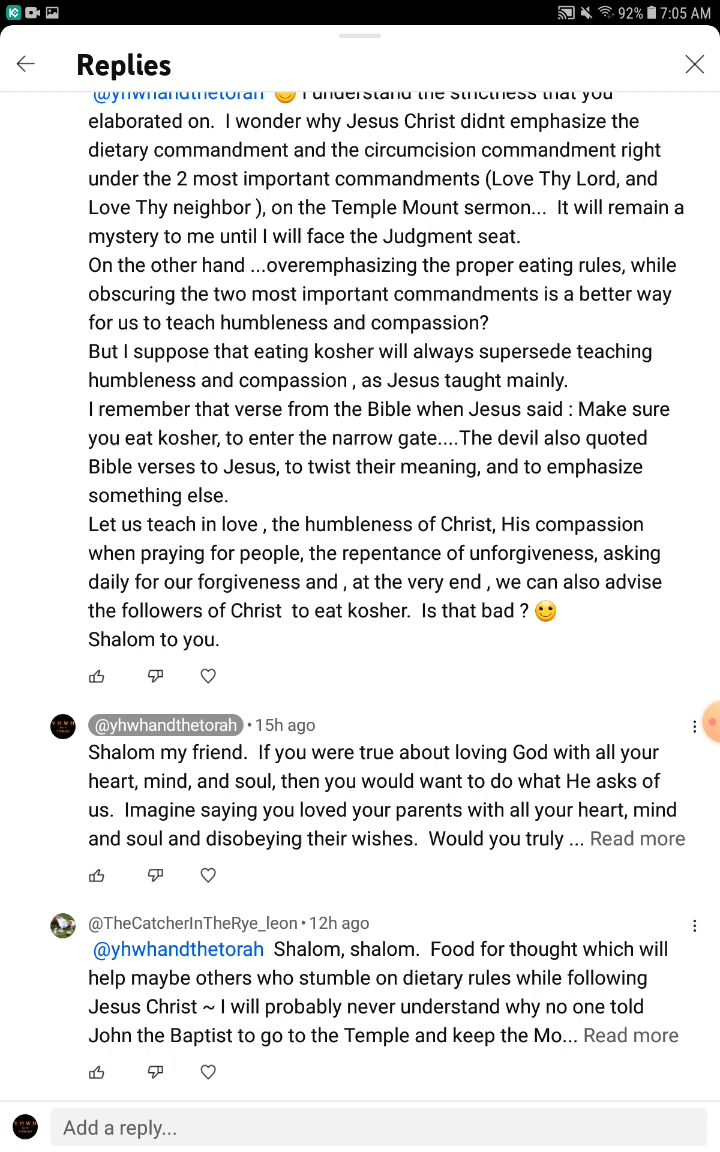 92% 7:05 AM
Replies
@yhwhandthetorah I understand the strictness that you
elaborated on.  I wonder why Jesus Christ didnt emphasize the
dietary commandment and the circumcision commandment right
under the 2 most important commandments (Love Thy Lord, and
Love Thy neighbor ), on the Temple Mount sermon...  It will remain a
mystery to me until I will face the Judgment seat.
On the other hand ...overemphasizing the proper eating rules, while
obscuring the two most important commandments is a better way
for us to teach humbleness and compassion?
But I suppose that eating kosher will always supersede teaching
humbleness and compassion , as Jesus taught mainly.
I remember that verse from the Bible when Jesus said : Make sure
you eat kosher, to enter the narrow gate....The devil also quoted
Bible verses to Jesus, to twist their meaning, and to emphasize
something else.
Let us teach in love , the humbleness of Christ, His compassion
when praying for people, the repentance of unforgiveness, asking
daily for our forgiveness and , at the very end , we can also advise
the followers of Christ  to eat kosher.  Is that bad ? 🙂
Shalom to you.
@yhwhandthetorah • 15h ago
Shalom my friend.  If you were true about loving God with all your
heart, mind, and soul, then you would want to do what He asks of
us.  Imagine saying you loved your parents with all your heart, mind
and soul and disobeying their wishes.  Would you truly ... Read more
@TheCatcherInTheRye_leon • 12h ago
@yhwhandthetorah  Shalom, shalom.  Food for thought which will
help maybe others who stumble on dietary rules while following
Jesus Christ ~ I will probably never understand why no one told
John the Baptist to go to the Temple and keep the Mo... Read more
Add a reply...